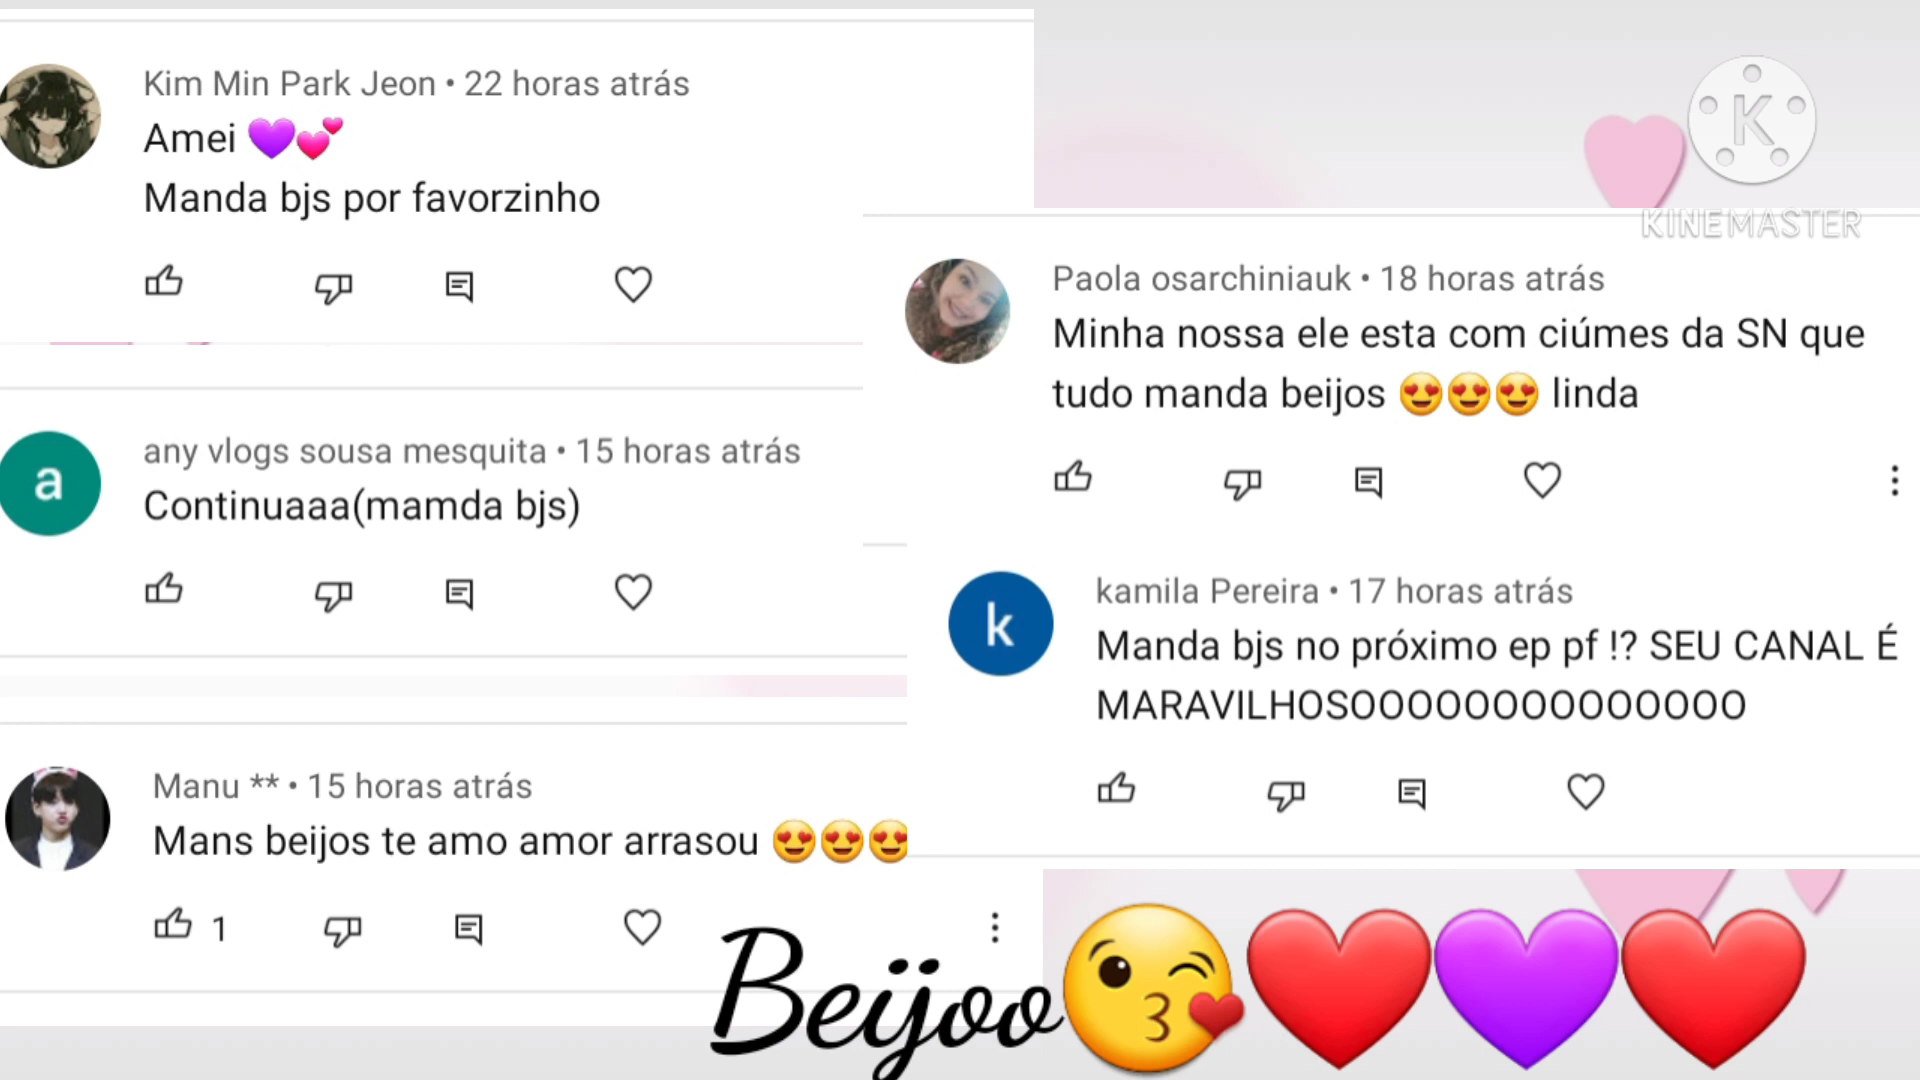 Kim Min Park Jeon • 22 horas atrás
Amei 💜💕
Manda bjs por favorzinho
any vlogs sousa mesquita • 15 horas atrás
a
Continuaaa(mamda bjs)
Manu ** • 15 horas atrás
Mans beijos te amo amor arrasou 😍😍😍
1
K
KINEMASTER
Paola osarchiniauk • 18 horas atrás
Minha nossa ele esta com ciúmes da SN que
tudo manda beijos 😍😍😍 linda
kamila Pereira • 17 horas atrás
k
Manda bjs no próximo ep pf !? SEU CANAL É
MARAVILHOSOOOOOOOOOOOOOOO
Beijoo😘❤💜❤